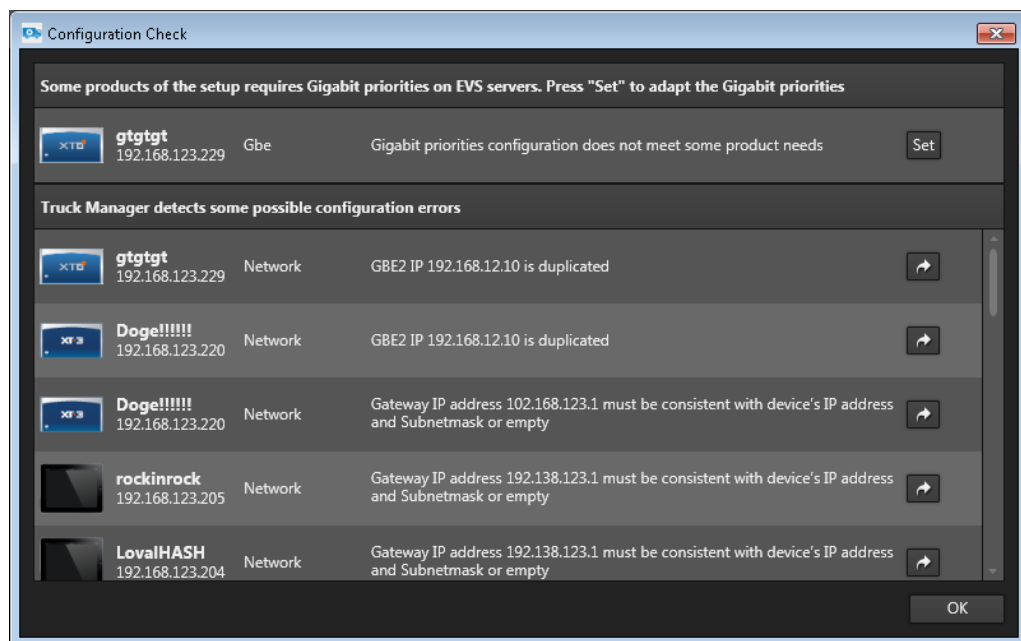 Configuration Check
Some products of the setup requires Gigabit priorities on EVS servers. Press "Set" to adapt the Gigabit priorities
gtgtgt
192.168.123.229
Gbe
Gigabit priorities configuration does not meet some product needs
Set
Truck Manager detects some possible configuration errors
gtgtgt
192.168.123.229
Network
GBE2 IP 192.168.12.10 is duplicated
XT3
Doge!!!!!!
192.168.123.220
Network
GBE2 IP 192.168.12.10 is duplicated
XT3
Doge!!!!!!
192.168.123.220
Network
Gateway IP address 102.168.123.1 must be consistent with device's IP address
and Subnetmask or empty
rockinrock
192.168.123.205
Network
Gateway IP address 192.138.123.1 must be consistent with device's IP address
and Subnetmask or empty
LovalHASH
192.168.123.204
Network
Gateway IP address 192.138.123.1 must be consistent with device's IP address
and Subnetmask or empty
OK